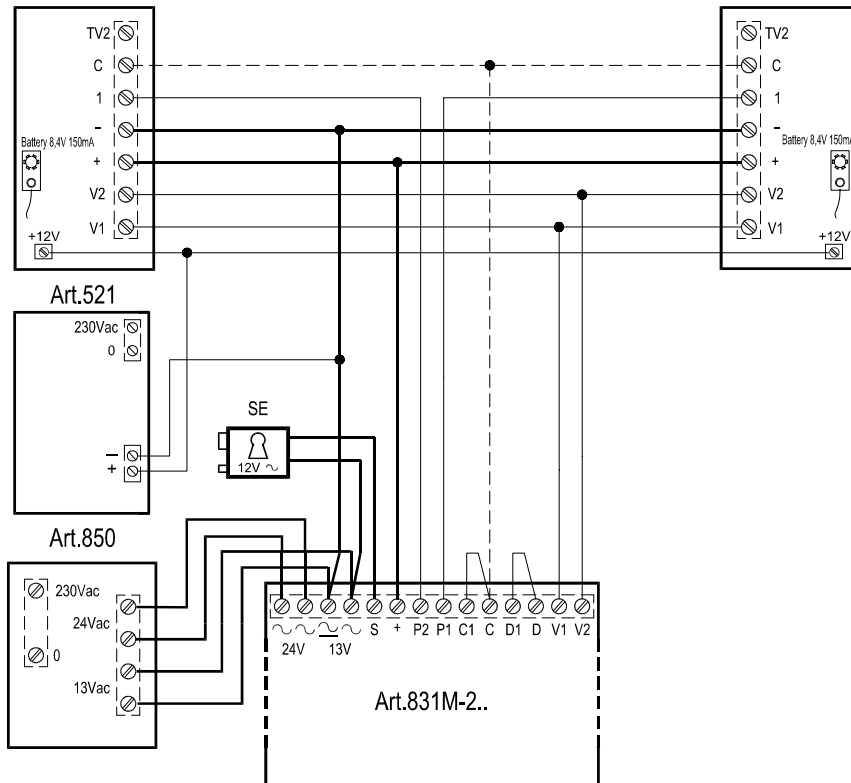 TV2
C
1
-
Battery 8,4V 150mA
+
V2
V1
+12V
TV2
C
1
-
Battery 8,4V 150mA
+
V2
V1
+12V
Art.521
230Vac
0
-
+
SE
12V ~
Art.850
230Vac
24Vac
0
13Vac
S + P2 P1 C1 C D1 D V1 V2
24V 13V
Art.831M-2..